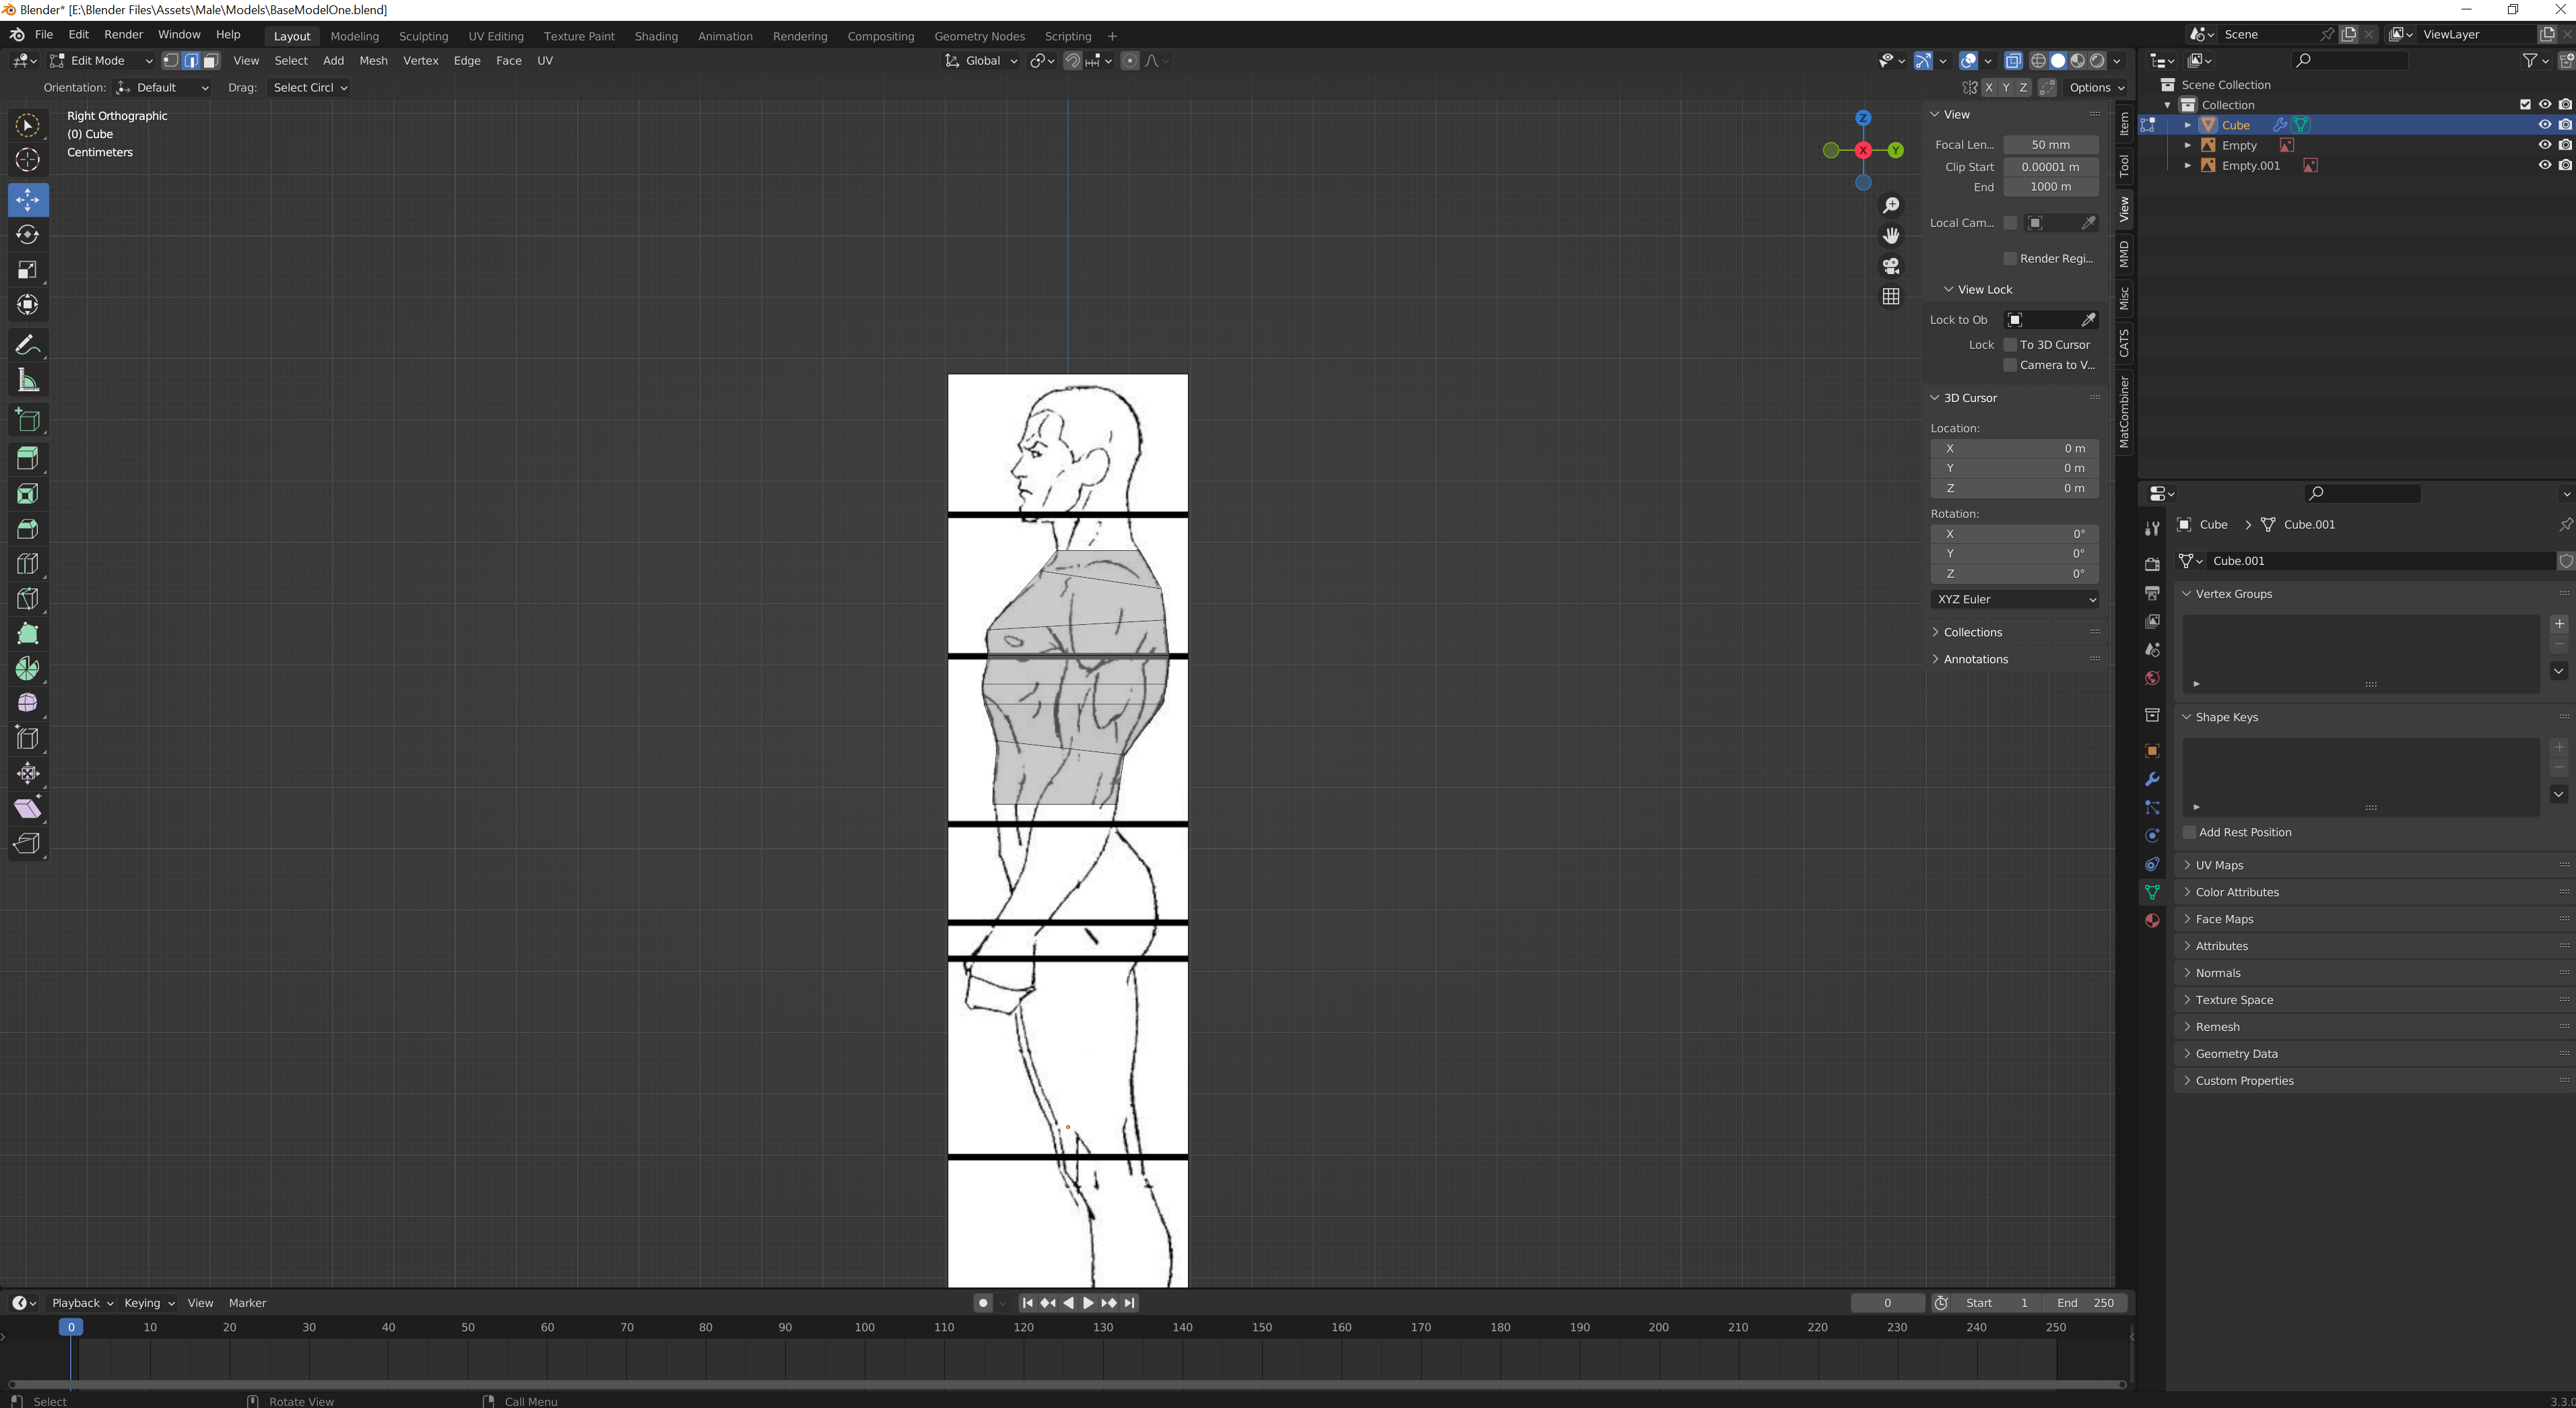 Blender* [E:\Blender Files\Assets\Male\Models\BaseModelOne.blend]
File Edit Render Window Help Layout Modeling Sculpting UV Editing Texture Paint Shading Animation Rendering Compositing Geometry Nodes Scripting + Scene ViewLayer
Edit Mode View Select Add Mesh Vertex Edge Face UV Global
Orientation: Default Drag: Select Circl X Y Z Options
Right Orthographic
(0) Cube
Centimeters
Z
X
Y
View
Focal Len... 50 mm
Clip Start 0.00001 m
End 1000 m
Local Cam...
Render Regi...
View Lock
Lock to Ob
Lock To 3D Cursor
Camera to V...
3D Cursor
Location:
X 0 m
Y 0 m
Z 0 m
Rotation:
X 0°
Y 0°
Z 0°
XYZ Euler
Collections
Annotations
Item
Tool
View
MMD
Misc
CATS
MatCombiner
Scene Collection
Collection
Cube
Empty
Empty.001
Cube > Cube.001
Cube.001
Vertex Groups
Shape Keys
Add Rest Position
UV Maps
Color Attributes
Face Maps
Attributes
Normals
Texture Space
Remesh
Geometry Data
Custom Properties
Playback Keying View Marker 0 Start 1 End 250
0 10 20 30 40 50 60 70 80 90 100 110 120 130 140 150 160 170 180 190 200 210 220 230 240 250
Select Rotate View Call Menu